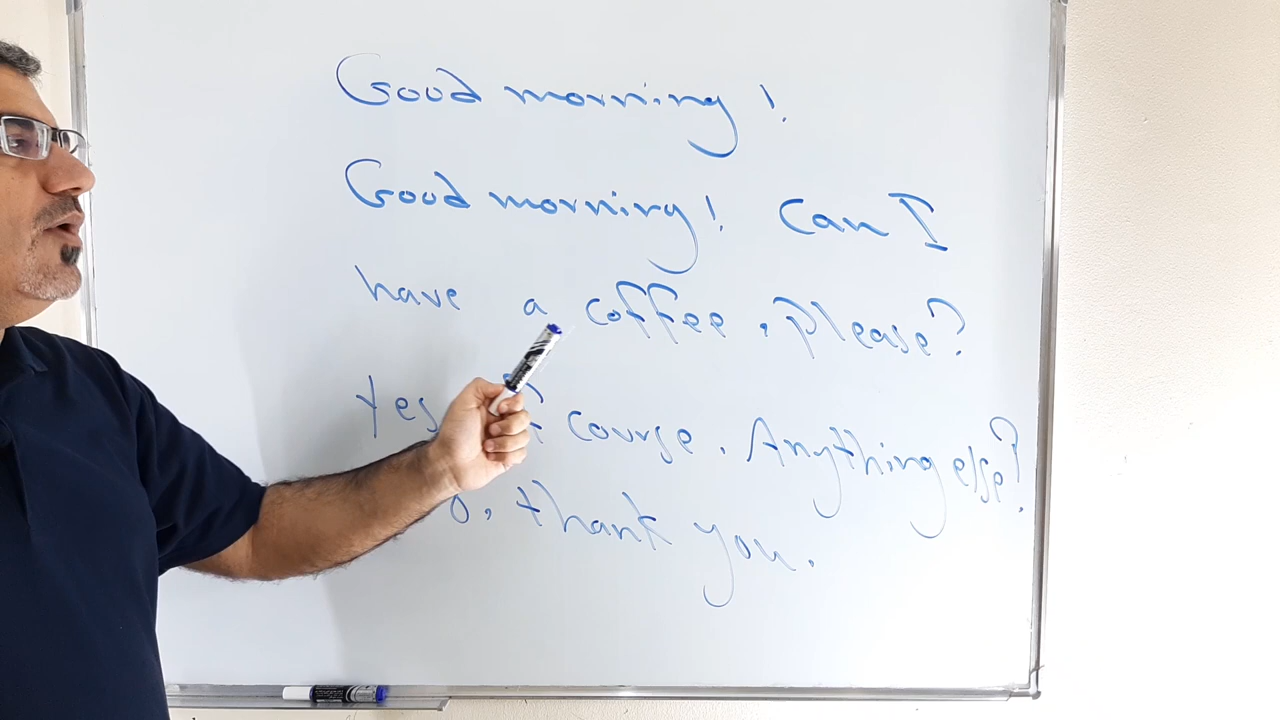 Good morning!
Good morning! Can I
have a coffee, please?
Yes course. Anything else?
o, thank you.